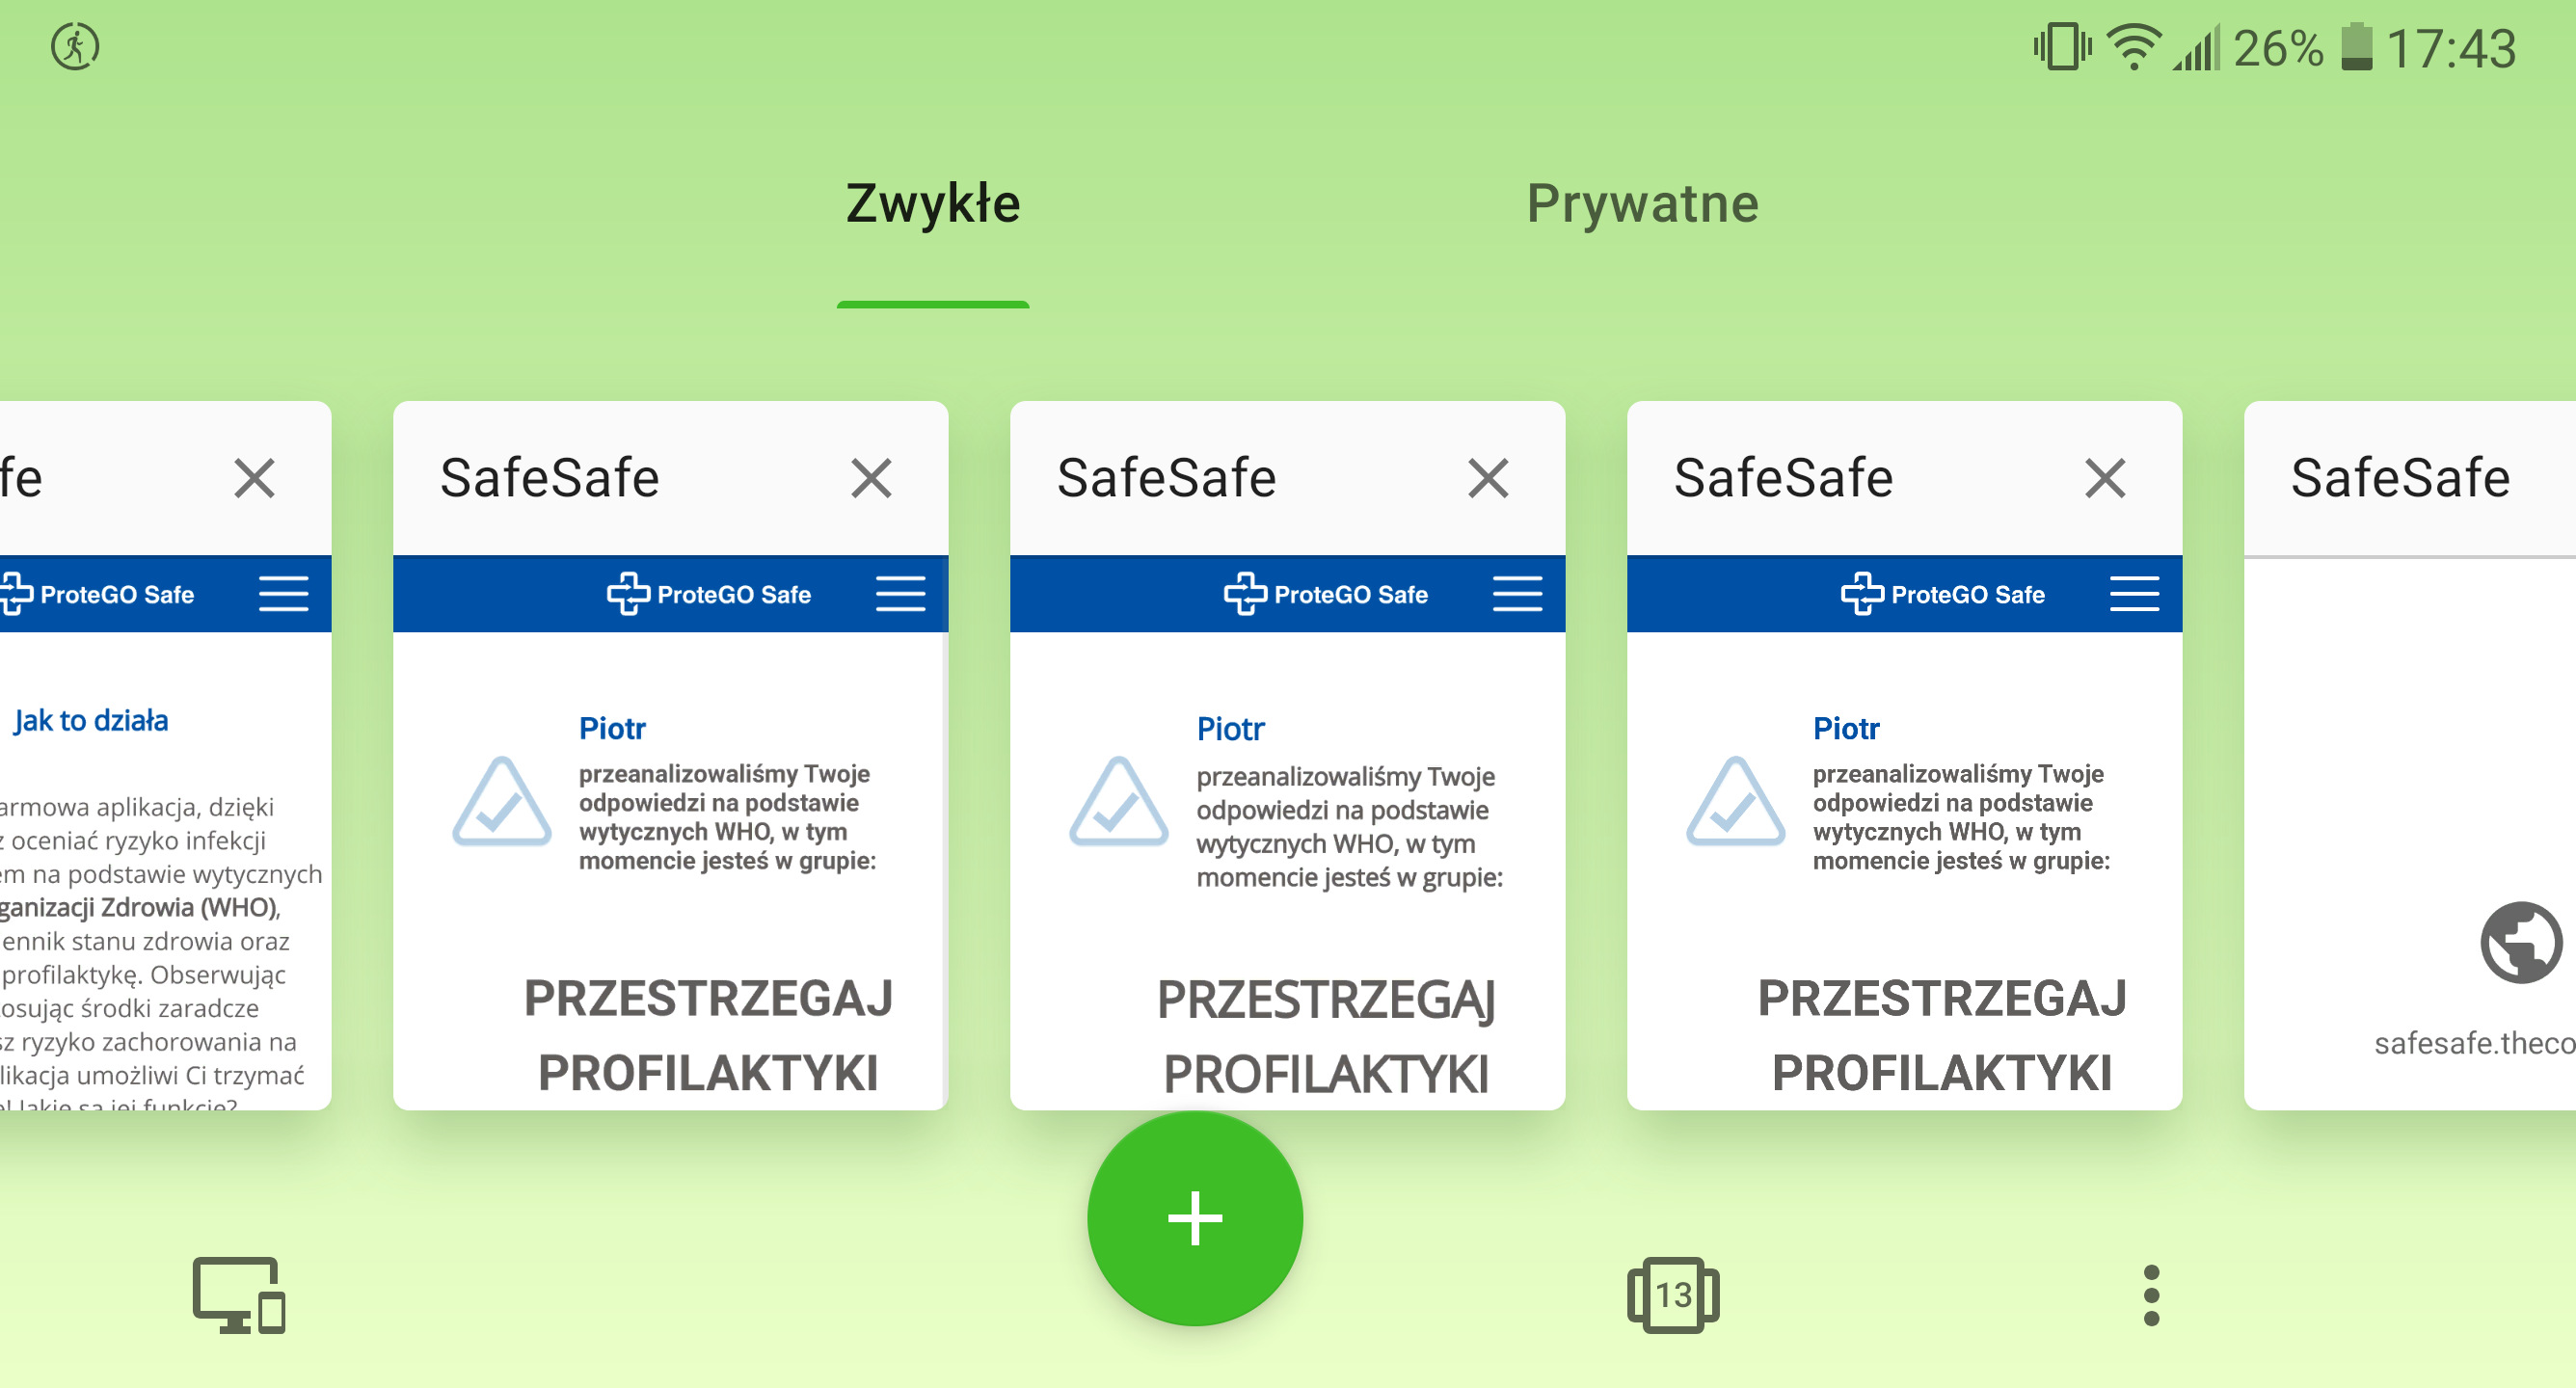 26% 17:43
Zwykłe
Prywatne
fe
ProteGO Safe
Jak to działa
armowa aplikacja, dzięki
z oceniać ryzyko infekcji
em na podstawie wytycznych
ganizacji Zdrowia (WHO),
ennik stanu zdrowia oraz
profilaktykę. Obserwując
osując środki zaradcze
sz ryzyko zachorowania na
likacja umożliwi Ci trzymać
e! Jakie są jej funkcje?
SafeSafe
ProteGO Safe
Piotr
przeanalizowaliśmy Twoje
odpowiedzi na podstawie
wytycznych WHO, w tym
momencie jesteś w grupie:
PRZESTRZEGAJ
PROFILAKTYKI
SafeSafe
ProteGO Safe
Piotr
przeanalizowaliśmy Twoje
odpowiedzi na podstawie
wytycznych WHO, w tym
momencie jesteś w grupie:
PRZESTRZEGAJ
PROFILAKTYKI
SafeSafe
ProteGO Safe
Piotr
przeanalizowaliśmy Twoje
odpowiedzi na podstawie
wytycznych WHO, w tym
momencie jesteś w grupie:
PRZESTRZEGAJ
PROFILAKTYKI
SafeSafe
safesafe.theco
13